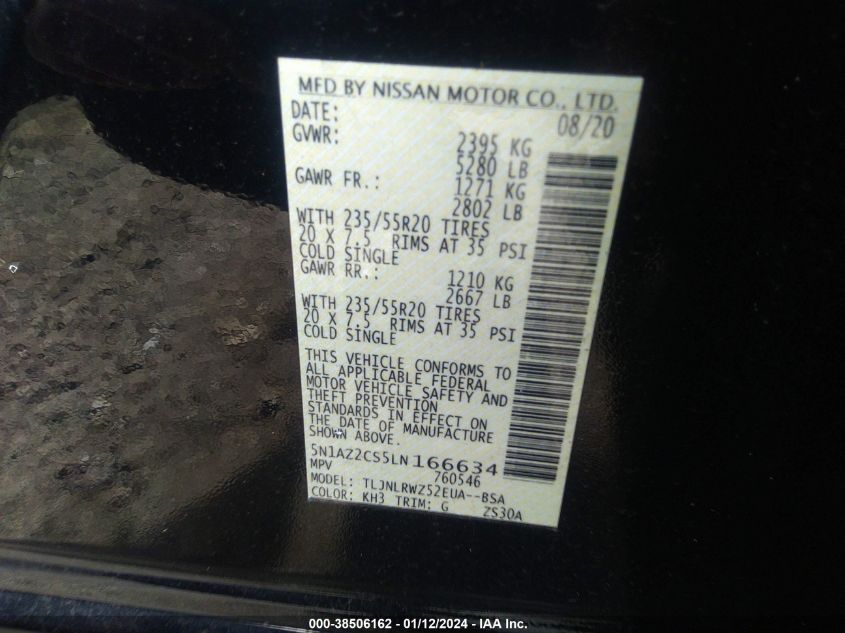 MFD BY NISSAN MOTOR CO., LTD.
DATE: 08/20
GVWR: 2395 KG
5280 LB
GAWR FR.: 1271 KG
2802 LB
WITH 235/55R20 TIRES
20 X 7.5 RIMS AT 35 PSI
COLD SINGLE
GAWR RR.: 1210 KG
2667 LB
WITH 235/55R20 TIRES
20 X 7.5 RIMS AT 35 PSI
COLD SINGLE
THIS VEHICLE CONFORMS TO
ALL APPLICABLE FEDERAL
MOTOR VEHICLE SAFETY AND
THEFT PREVENTION
STANDARDS IN EFFECT ON
THE DATE OF MANUFACTURE
SHOWN ABOVE.
5N1AZ2CS5LN166634
MPV 760546
MODEL: TLJNLRWZ52EUA--BSA
COLOR: KH3 TRIM: G ZS30A
000-38506162 - 01/12/2024 - IAA Inc.